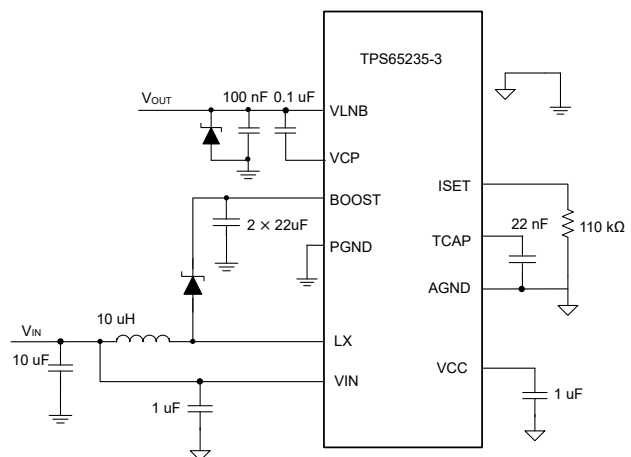 TPS65235-3
VOUT
100 nF
0.1 uF
VLNB
VCP
BOOST
2 × 22uF
PGND
ISET
22 nF
TCAP
110 kΩ
AGND
VIN
10 uH
LX
10 uF
VIN
1 uF
VCC
1 uF